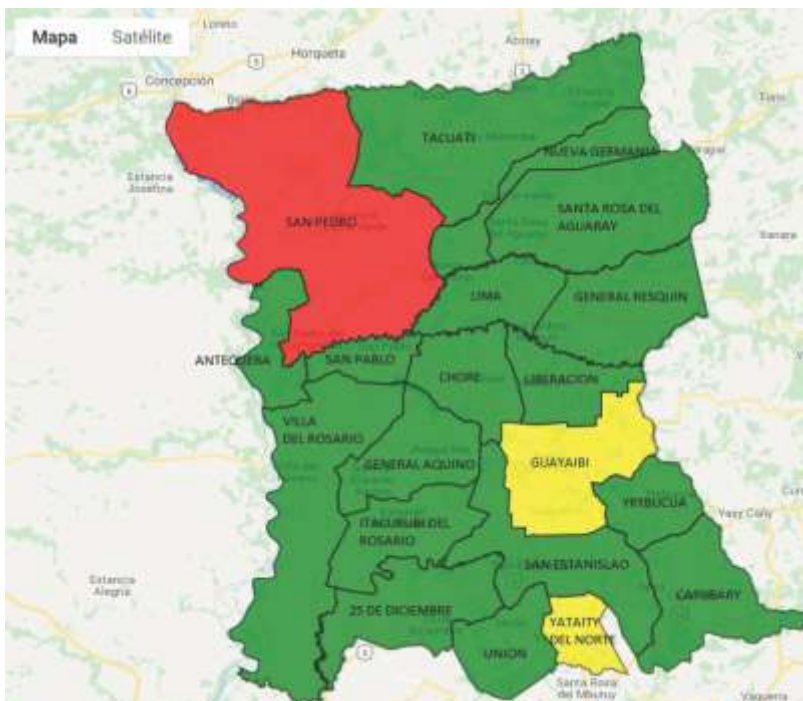 Mapa Satélite
Loreto
Horqueta
Concepción
TACUATI
NUEVA GERMANIA
Estancia
Josefina
SANTA ROSA DEL
AGUARAY
SAN PEDRO
LIMA
GENERAL RESQUIN
ANTEQUERA
SAN PABLO
CHORE
LIBERACION
VILLA
DEL ROSARIO
GUAYAIBI
GENERAL AQUINO
YRYBUCUA
Yasy Cañy
ITACURUBI DEL
ROSARIO
SAN ESTANISLAO
Estancia
Alegria
CAPIIBARY
25 DE DICIEMBRE
YATAITY
DEL NORTE
UNION
Santa Rosa
del Mbutuy
Vaquería